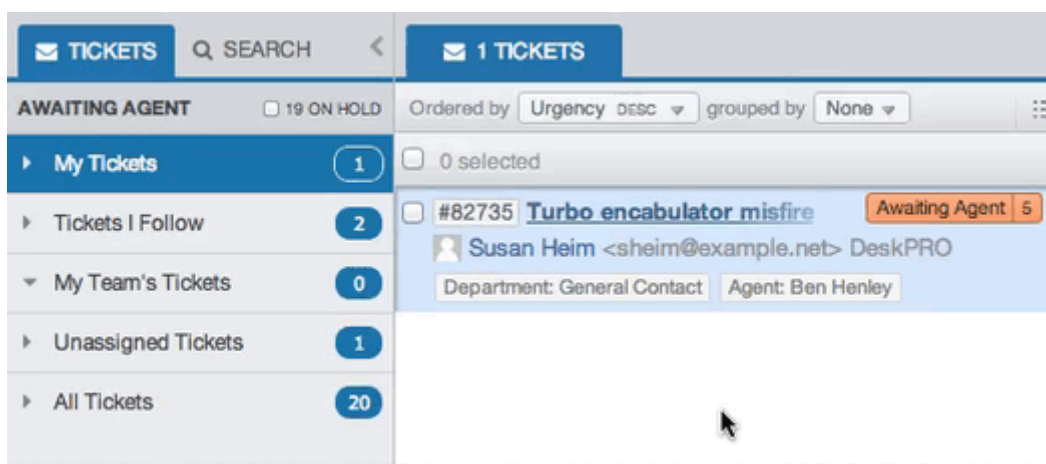 TICKETS
SEARCH
AWAITING AGENT
19 ON HOLD
My Tickets
1
Tickets I Follow
2
My Team's Tickets
0
Unassigned Tickets
1
All Tickets
20
1 TICKETS
Ordered by Urgency DESC grouped by None
0 selected
#82735 Turbo encabulator misfire
Awaiting Agent 5
Susan Heim <sheim@example.net> DeskPRO
Department: General Contact Agent: Ben Henley